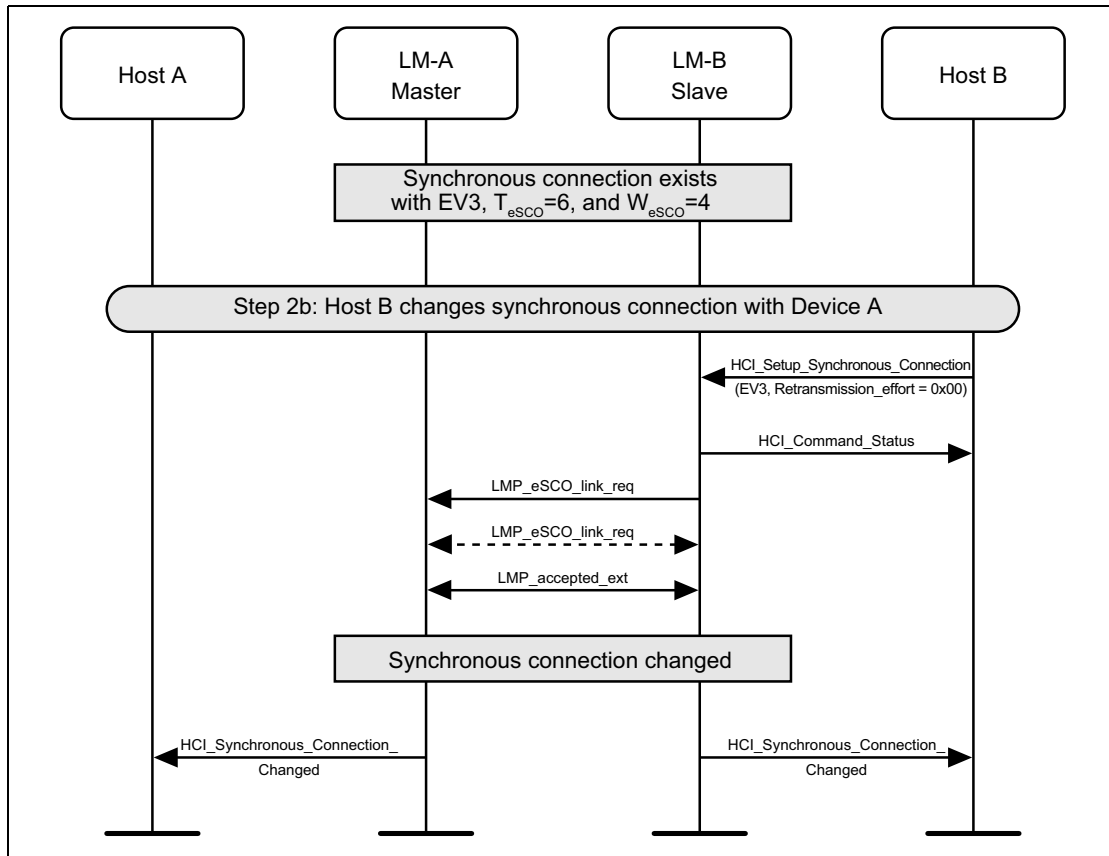 Host A
LM-A
Master
LM-B
Slave
Host B
Synchronous connection exists
with EV3, TeSCO=6, and WeSCO=4
Step 2b: Host B changes synchronous connection with Device A
HCI_Setup_Synchronous_Connection
(EV3, Retransmission_effort = 0x00)
HCI_Command_Status
LMP_eSCO_link_req
LMP_eSCO_link_req
LMP_accepted_ext
Synchronous connection changed
HCI_Synchronous_Connection_
Changed
HCI_Synchronous_Connection_
Changed